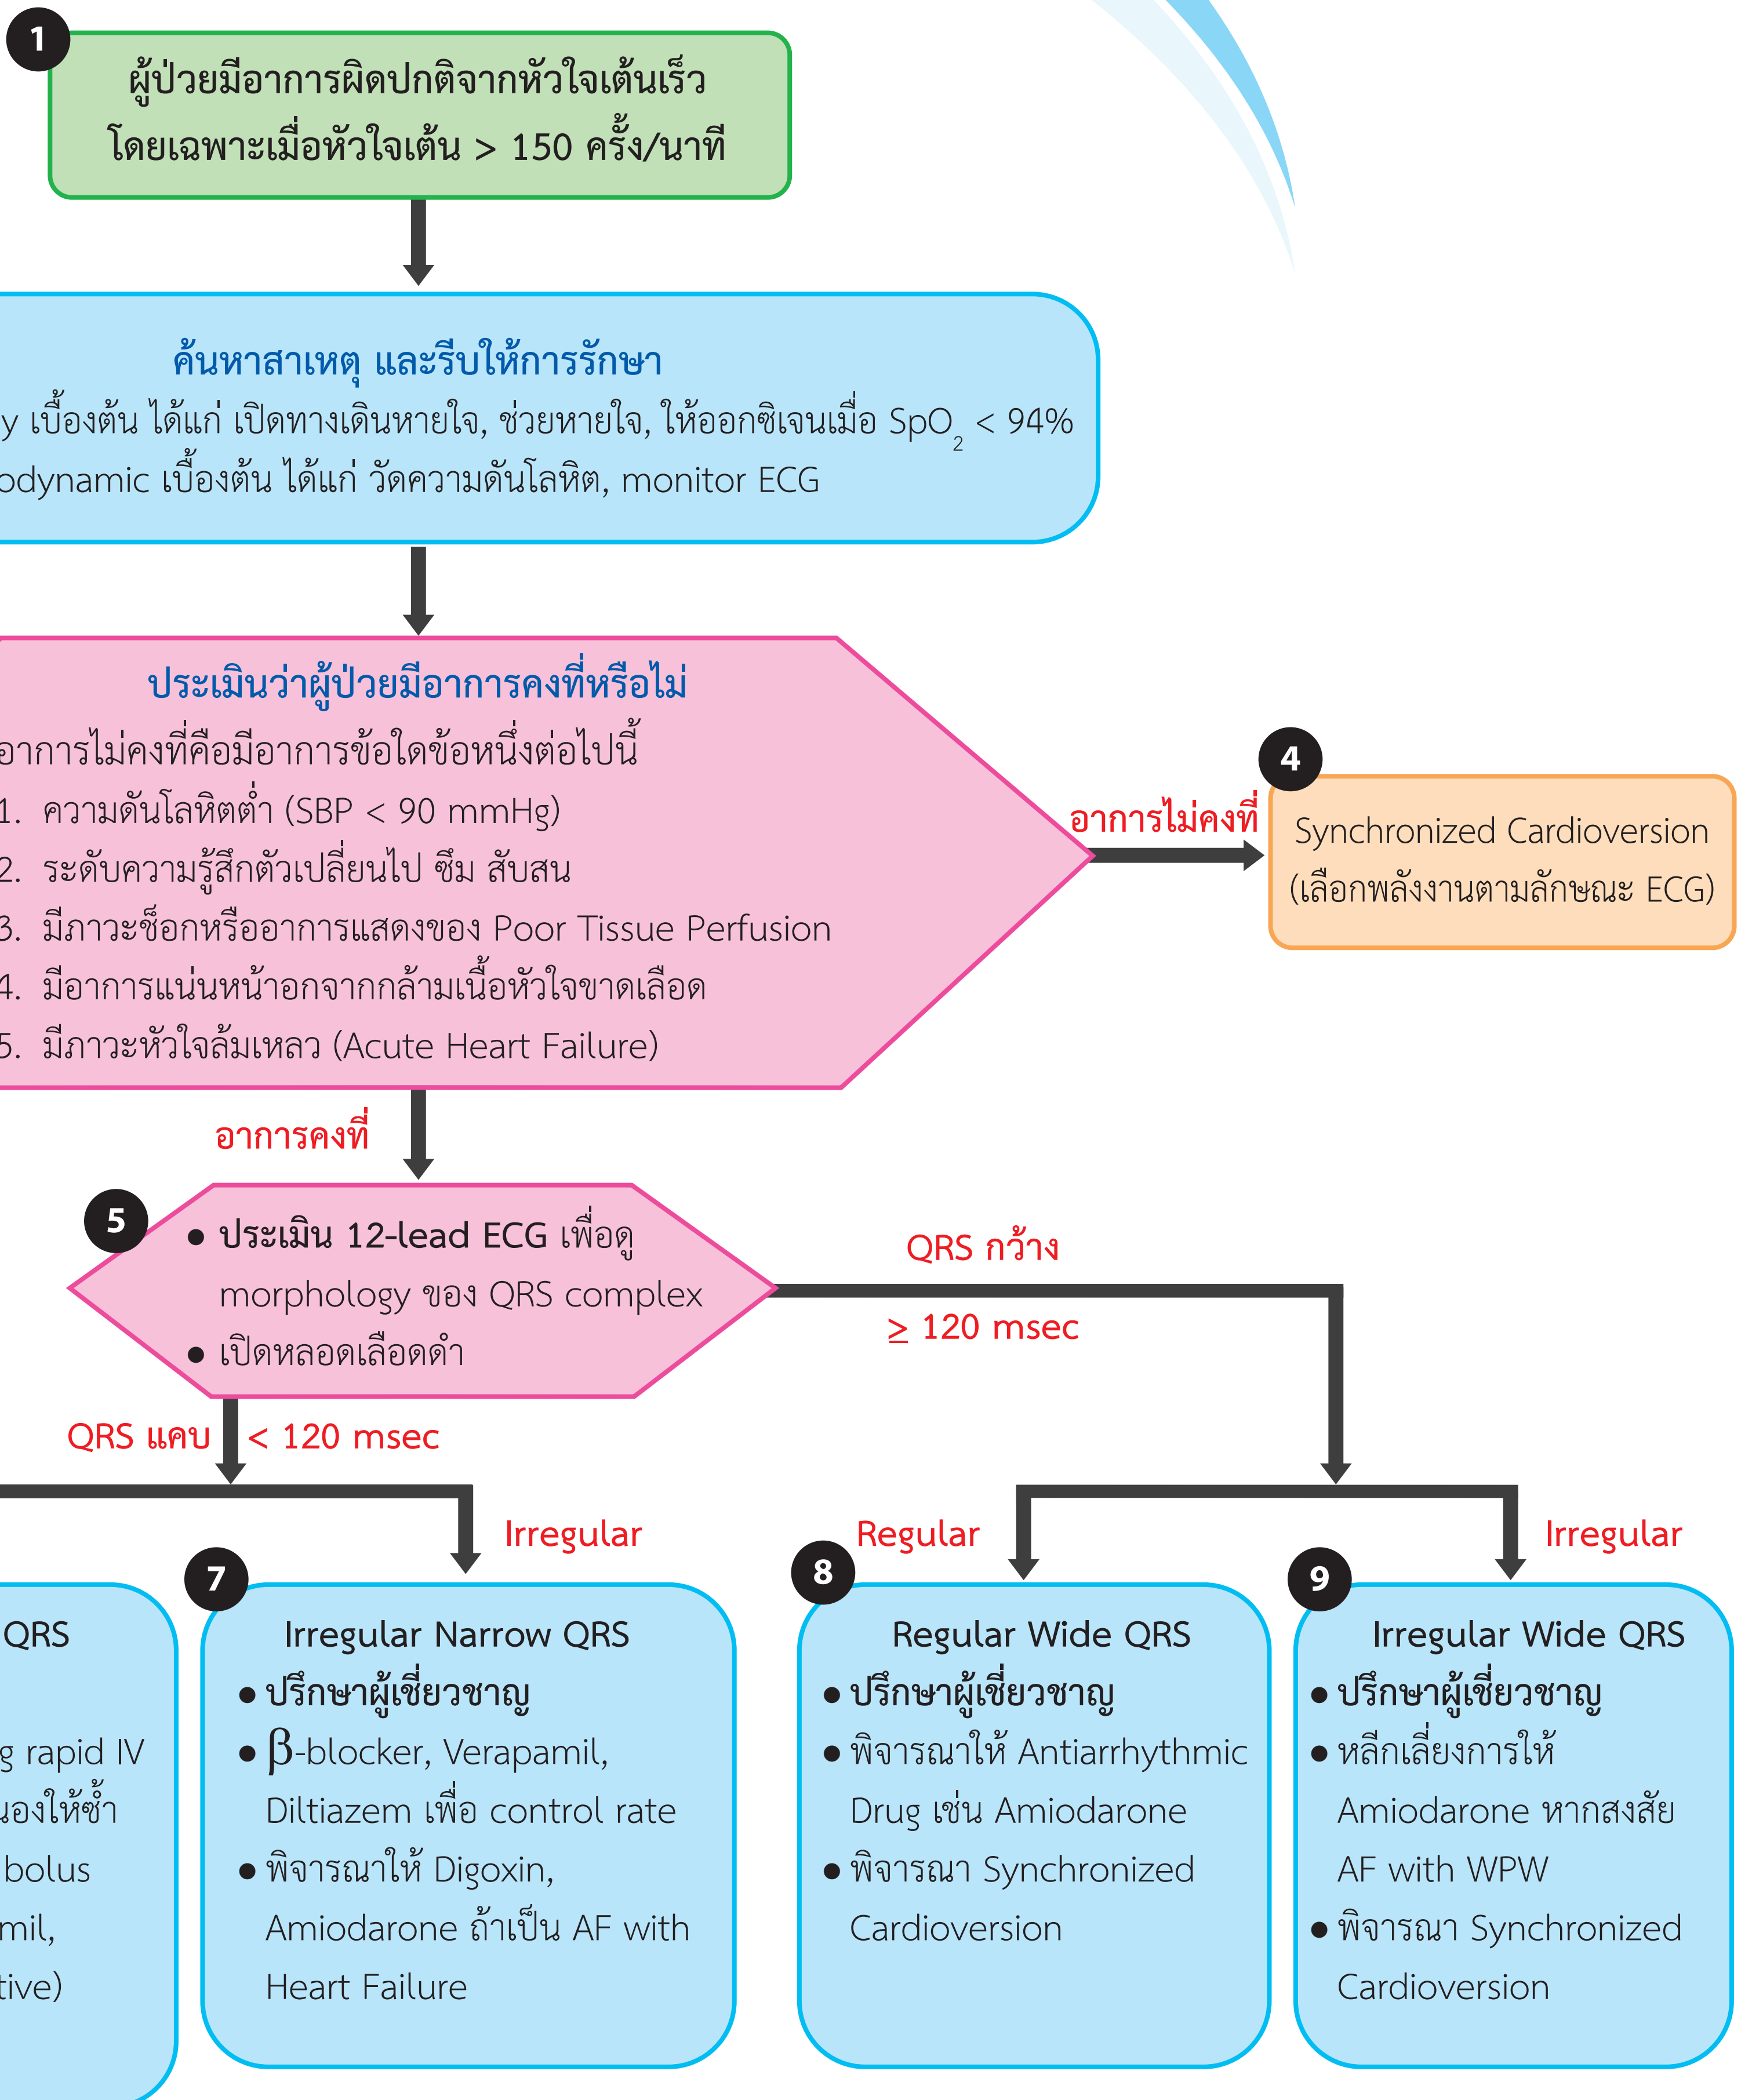 1
ผู้ป่วยมีอาการผิดปกติจากหัวใจเต้นเร็ว
โดยเฉพาะเมื่อหัวใจเต้น > 150 ครั้ง/นาที
ค้นหาสาเหตุ และรีบให้การรักษา
y เบื้องต้น ได้แก่ เปิดทางเดินหายใจ, ช่วยหายใจ, ให้ออกซิเจนเมื่อ SpO₂ < 94%
odynamic เบื้องต้น ได้แก่ วัดความดันโลหิต, monitor ECG
ประเมินว่าผู้ป่วยมีอาการคงที่หรือไม่
อาการไม่คงที่คือมีอาการข้อใดข้อหนึ่งต่อไปนี้
1. ความดันโลหิตต่ำ (SBP < 90 mmHg)
2. ระดับความรู้สึกตัวเปลี่ยนไป ซึม สับสน
3. มีภาวะช็อกหรืออาการแสดงของ Poor Tissue Perfusion
4. มีอาการแน่นหน้าอกจากกล้ามเนื้อหัวใจขาดเลือด
5. มีภาวะหัวใจล้มเหลว (Acute Heart Failure)
อาการไม่คงที่
4
Synchronized Cardioversion
(เลือกพลังงานตามลักษณะ ECG)
อาการคงที่
5
● ประเมิน 12-lead ECG เพื่อดู
morphology ของ QRS complex
● เปิดหลอดเลือดดำ
QRS กว้าง
≥ 120 msec
QRS แคบ < 120 msec
Irregular
Regular
Irregular
QRS
g rapid IV
นองให้ซ้ำ
bolus
mil,
tive)
7
Irregular Narrow QRS
● ปรึกษาผู้เชี่ยวชาญ
● β-blocker, Verapamil,
Diltiazem เพื่อ control rate
● พิจารณาให้ Digoxin,
Amiodarone ถ้าเป็น AF with
Heart Failure
8
Regular Wide QRS
● ปรึกษาผู้เชี่ยวชาญ
● พิจารณาให้ Antiarrhythmic
Drug เช่น Amiodarone
● พิจารณา Synchronized
Cardioversion
9
Irregular Wide QRS
● ปรึกษาผู้เชี่ยวชาญ
● หลีกเลี่ยงการให้
Amiodarone หากสงสัย
AF with WPW
● พิจารณา Synchronized
Cardioversion